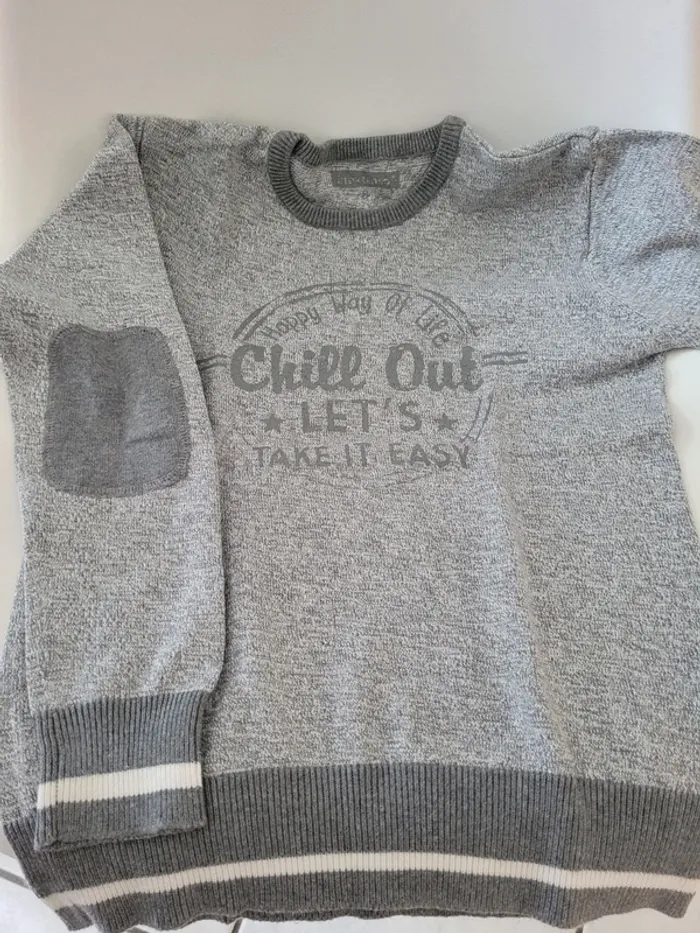 Happy Way Of Life
Chill Out
LET'S
TAKE IT EASY